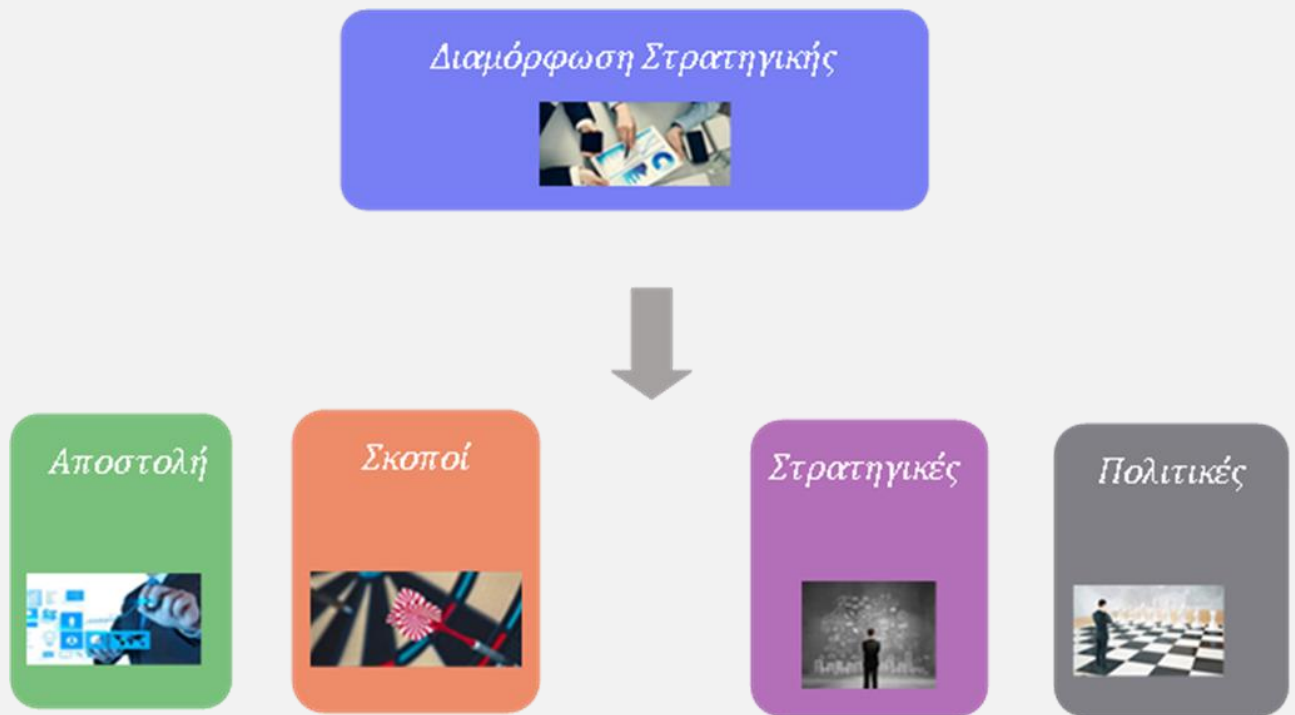 Διαμόρφωση Στρατηγικής
Αποστολή
Σκοποί
Στρατηγικές
Πολιτικές